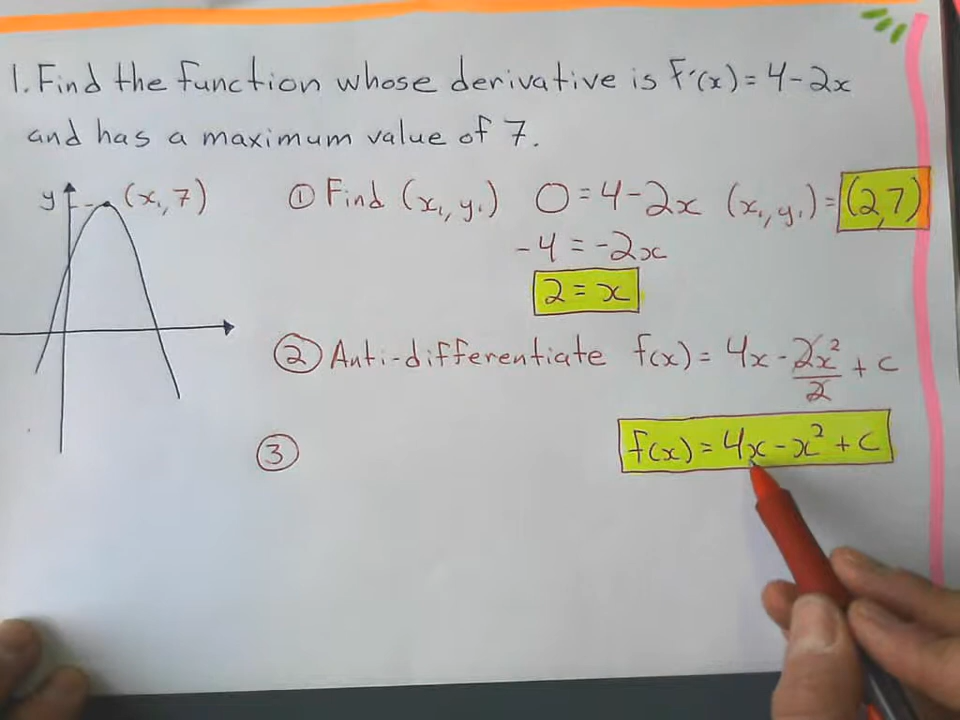 1. Find the function whose derivative is F'(x) = 4 - 2x
and has a maximum value of 7.
y (x₁, 7)
① Find (x₁, y₁) 0 = 4 - 2x (x₁, y₁) = (2,7)
-4 = -2x
2 = x
② Anti-differentiate f(x) = 4x - 2x²/2 + c
③ f(x) = 4x - x² + c